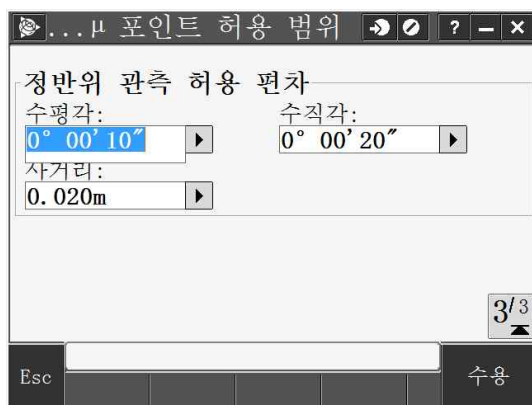 ...μ 포인트 허용 범위 ? – ×
정반위 관측 허용 편차
수평각: 수직각:
0° 00'10" 0° 00'20"
사거리:
0.020m
3/3
Esc 수용